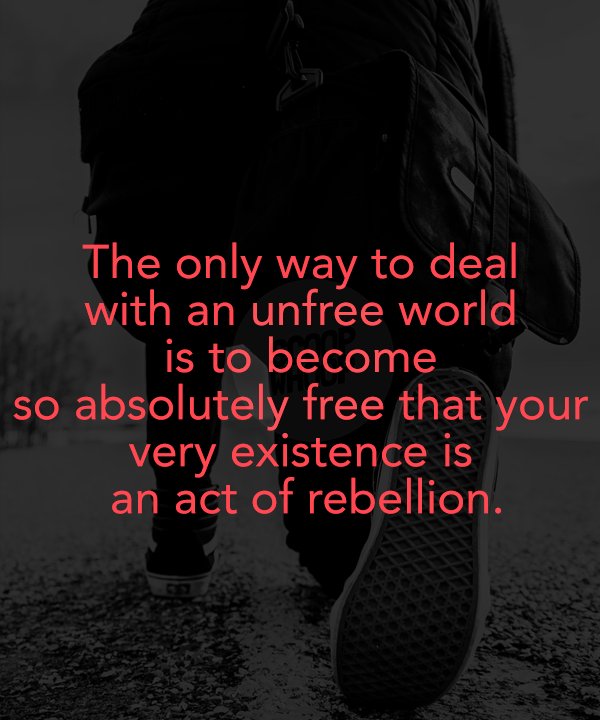 The only way to deal
with an unfree world
is to become
so absolutely free that your
very existence is
an act of rebellion.